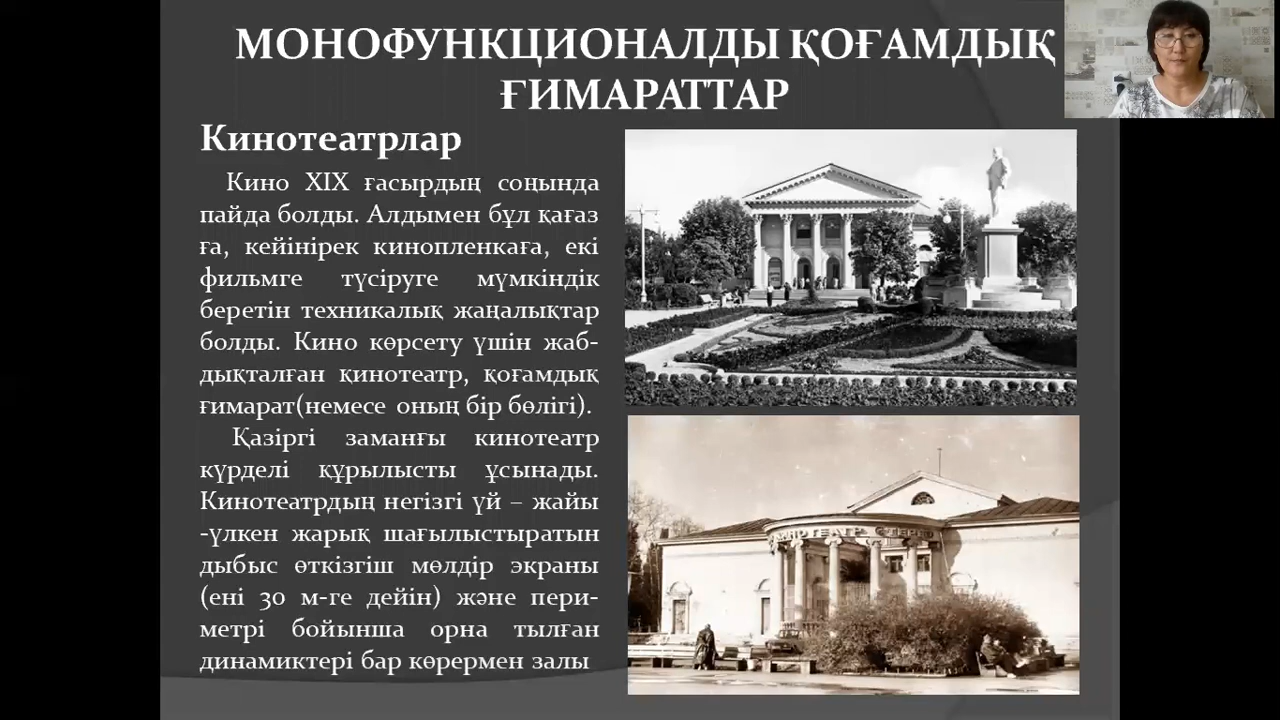 МОНОФУНКЦИОНАЛДЫ ҚОҒАМДЫҚ
ҒИМАРАТТАР
Кинотеатрлар
Кино XIX ғасырдың соңында
пайда болды. Алдымен бұл қағаз
ға, кейінірек кинопленкаға, екі
фильмге түсіруге мүмкіндік
беретін техникалық жаңалықтар
болды. Кино көрсету үшін жаб-
дықталған қинотеатр, қоғамдық
ғимарат(немесе оның бір бөлігі).
Қазіргі заманғы кинотеатр
күрделі құрылысты ұсынады.
Кинотеатрдың негізгі үй – жайы
-үлкен жарық шағылыстыратын
дыбыс өткізгіш мөлдір экраны
(ені 30 м-ге дейін) және пери-
метрі бойынша орна тылған
динамиктері бар көрермен залы
КИНОТЕАТР